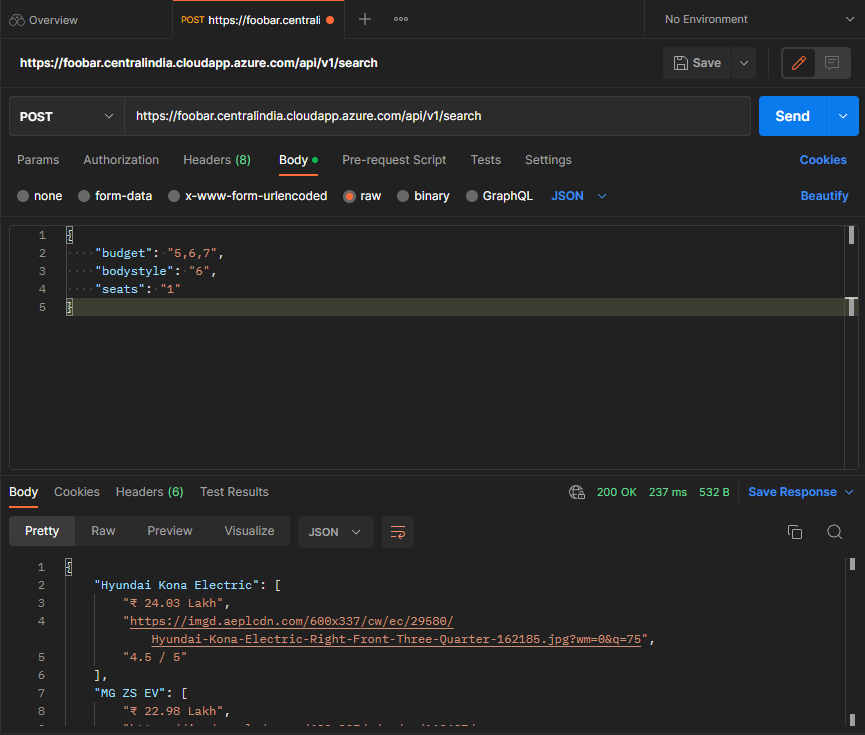 Overview
POST https://foobar.centrali
No Environment
https://foobar.centralindia.cloudapp.azure.com/api/v1/search
Save
POST
https://foobar.centralindia.cloudapp.azure.com/api/v1/search
Send
Params Authorization Headers (8) Body Pre-request Script Tests Settings Cookies
none form-data x-www-form-urlencoded raw binary GraphQL JSON Beautify
1 {
2 "budget": "5,6,7",
3 "bodystyle": "6",
4 "seats": "1"
5 }
Body Cookies Headers (6) Test Results 200 OK 237 ms 532 B Save Response
Pretty Raw Preview Visualize JSON
1 {
2 "Hyundai Kona Electric": [
3 "₹ 24.03 Lakh",
4 "https://imgd.aeplcdn.com/600x337/cw/ec/29580/
Hyundai-Kona-Electric-Right-Front-Three-Quarter-162185.jpg?wm=0&q=75",
5 "4.5 / 5"
6 ],
7 "MG ZS EV": [
8 "₹ 22.98 Lakh",